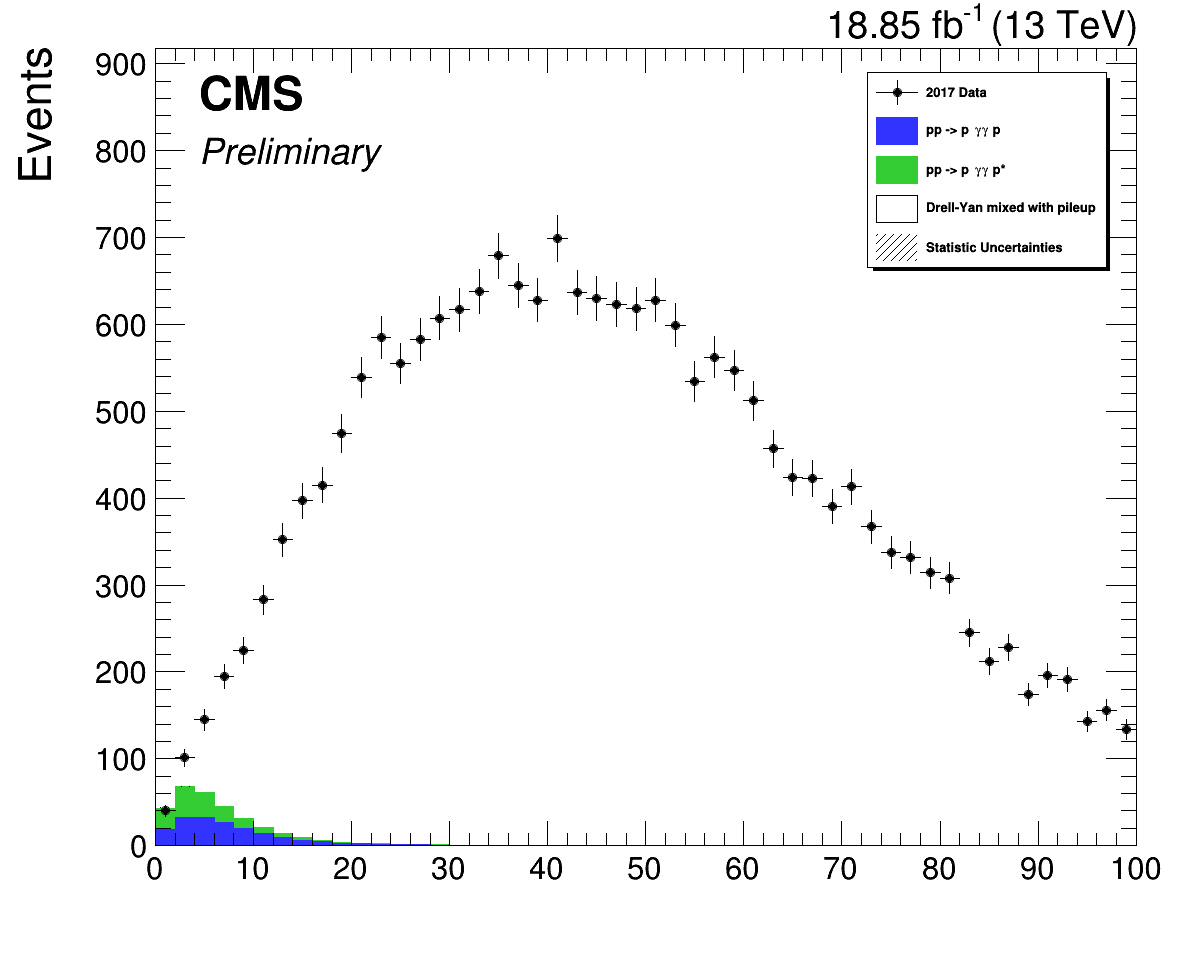 18.85 fb-1 (13 TeV)
Events
CMS
Preliminary
2017 Data
pp -> p γγ p
pp -> p γγ p*
Drell-Yan mixed with pileup
Statistic Uncertainties
900
800
700
600
500
400
300
200
100
0
0 10 20 30 40 50 60 70 80 90 100